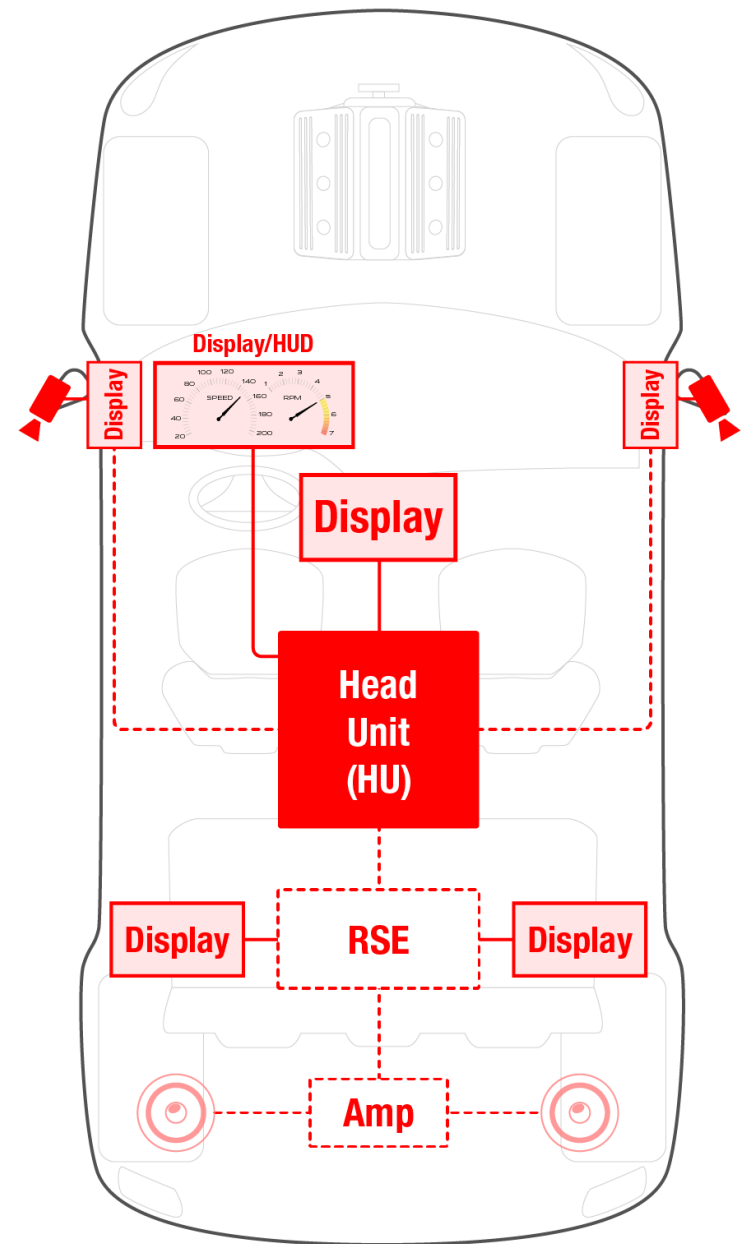 Display/HUD
Display
20
40
60
80
100
120
140
160
180
200
SPEED
1
2
3
4
5
6
7
RPM
Display
Display
Head
Unit
(HU)
Display
RSE
Display
Amp